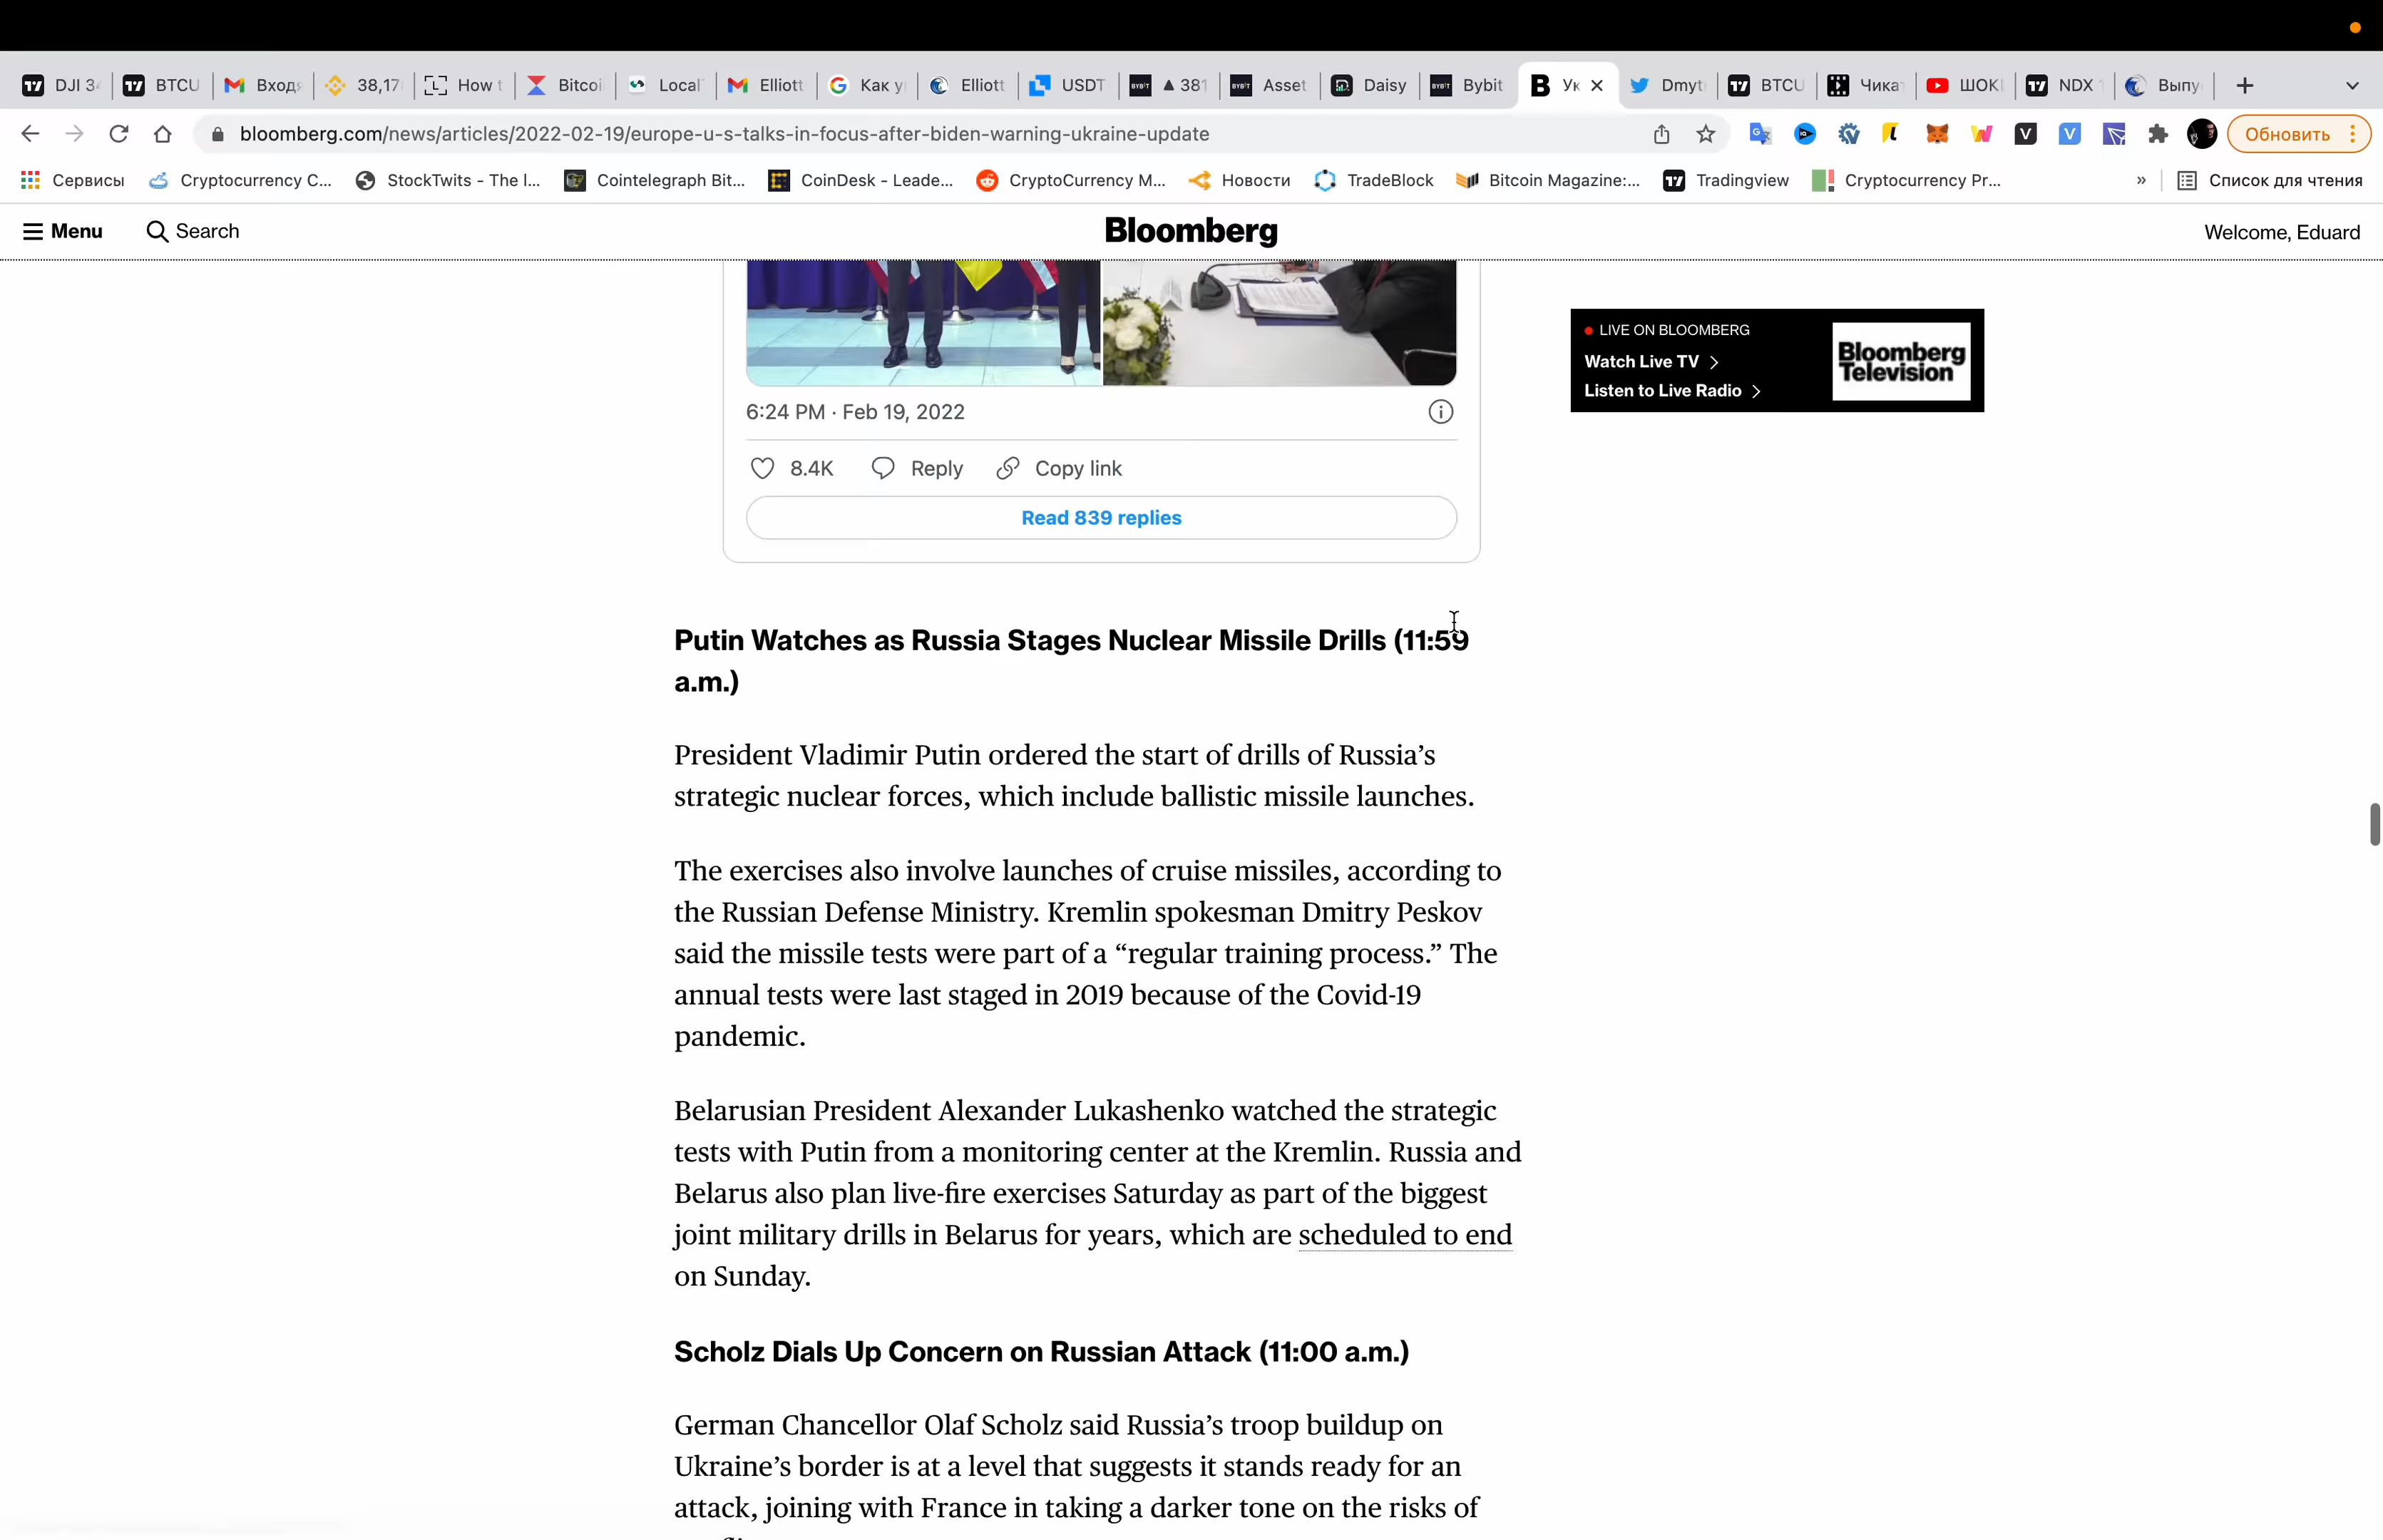 DJI 34
BTCU
Входя
38,17
How t
Bitcoi
Local
Elliott
Как у
Elliott
USDT
BYBIT
▲ 381
BYBIT
Asset
Daisy
BYBIT
Bybit
Ук
Dmyt
BTCU
Чика
ШОК
NDX
Выпу
bloomberg.com/news/articles/2022-02-19/europe-u-s-talks-in-focus-after-biden-warning-ukraine-update
Обновить
Сервисы
Cryptocurrency C...
StockTwits - The l...
Cointelegraph Bit...
CoinDesk - Leade...
CryptoCurrency M...
Новости
TradeBlock
Bitcoin Magazine:...
Tradingview
Cryptocurrency Pr...
»
Список для чтения
Menu
Search
Bloomberg
Welcome, Eduard
LIVE ON BLOOMBERG
Watch Live TV
Listen to Live Radio
Bloomberg
Television
6:24 PM · Feb 19, 2022
8.4K
Reply
Copy link
Read 839 replies
Putin Watches as Russia Stages Nuclear Missile Drills (11:59
a.m.)
President Vladimir Putin ordered the start of drills of Russia’s
strategic nuclear forces, which include ballistic missile launches.
The exercises also involve launches of cruise missiles, according to
the Russian Defense Ministry. Kremlin spokesman Dmitry Peskov
said the missile tests were part of a “regular training process.” The
annual tests were last staged in 2019 because of the Covid-19
pandemic.
Belarusian President Alexander Lukashenko watched the strategic
tests with Putin from a monitoring center at the Kremlin. Russia and
Belarus also plan live-fire exercises Saturday as part of the biggest
joint military drills in Belarus for years, which are scheduled to end
on Sunday.
Scholz Dials Up Concern on Russian Attack (11:00 a.m.)
German Chancellor Olaf Scholz said Russia’s troop buildup on
Ukraine’s border is at a level that suggests it stands ready for an
attack, joining with France in taking a darker tone on the risks of